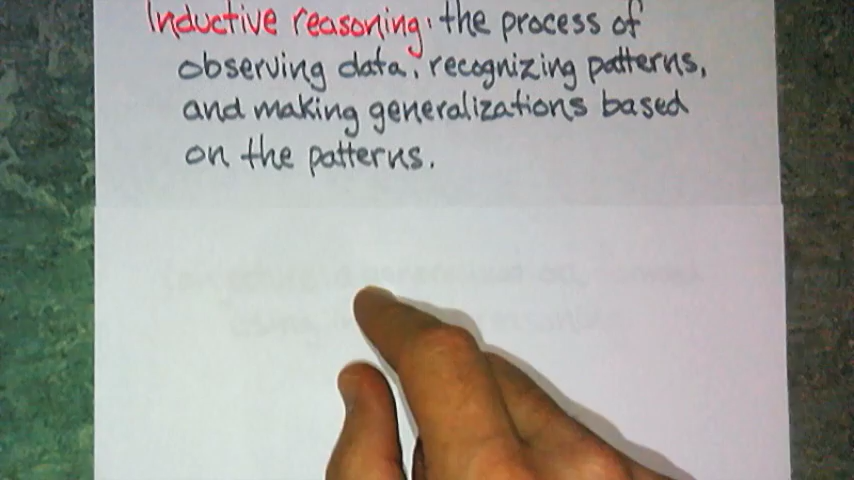 Inductive reasoning: the process of
observing data, recognizing patterns,
and making generalizations based
on the patterns.